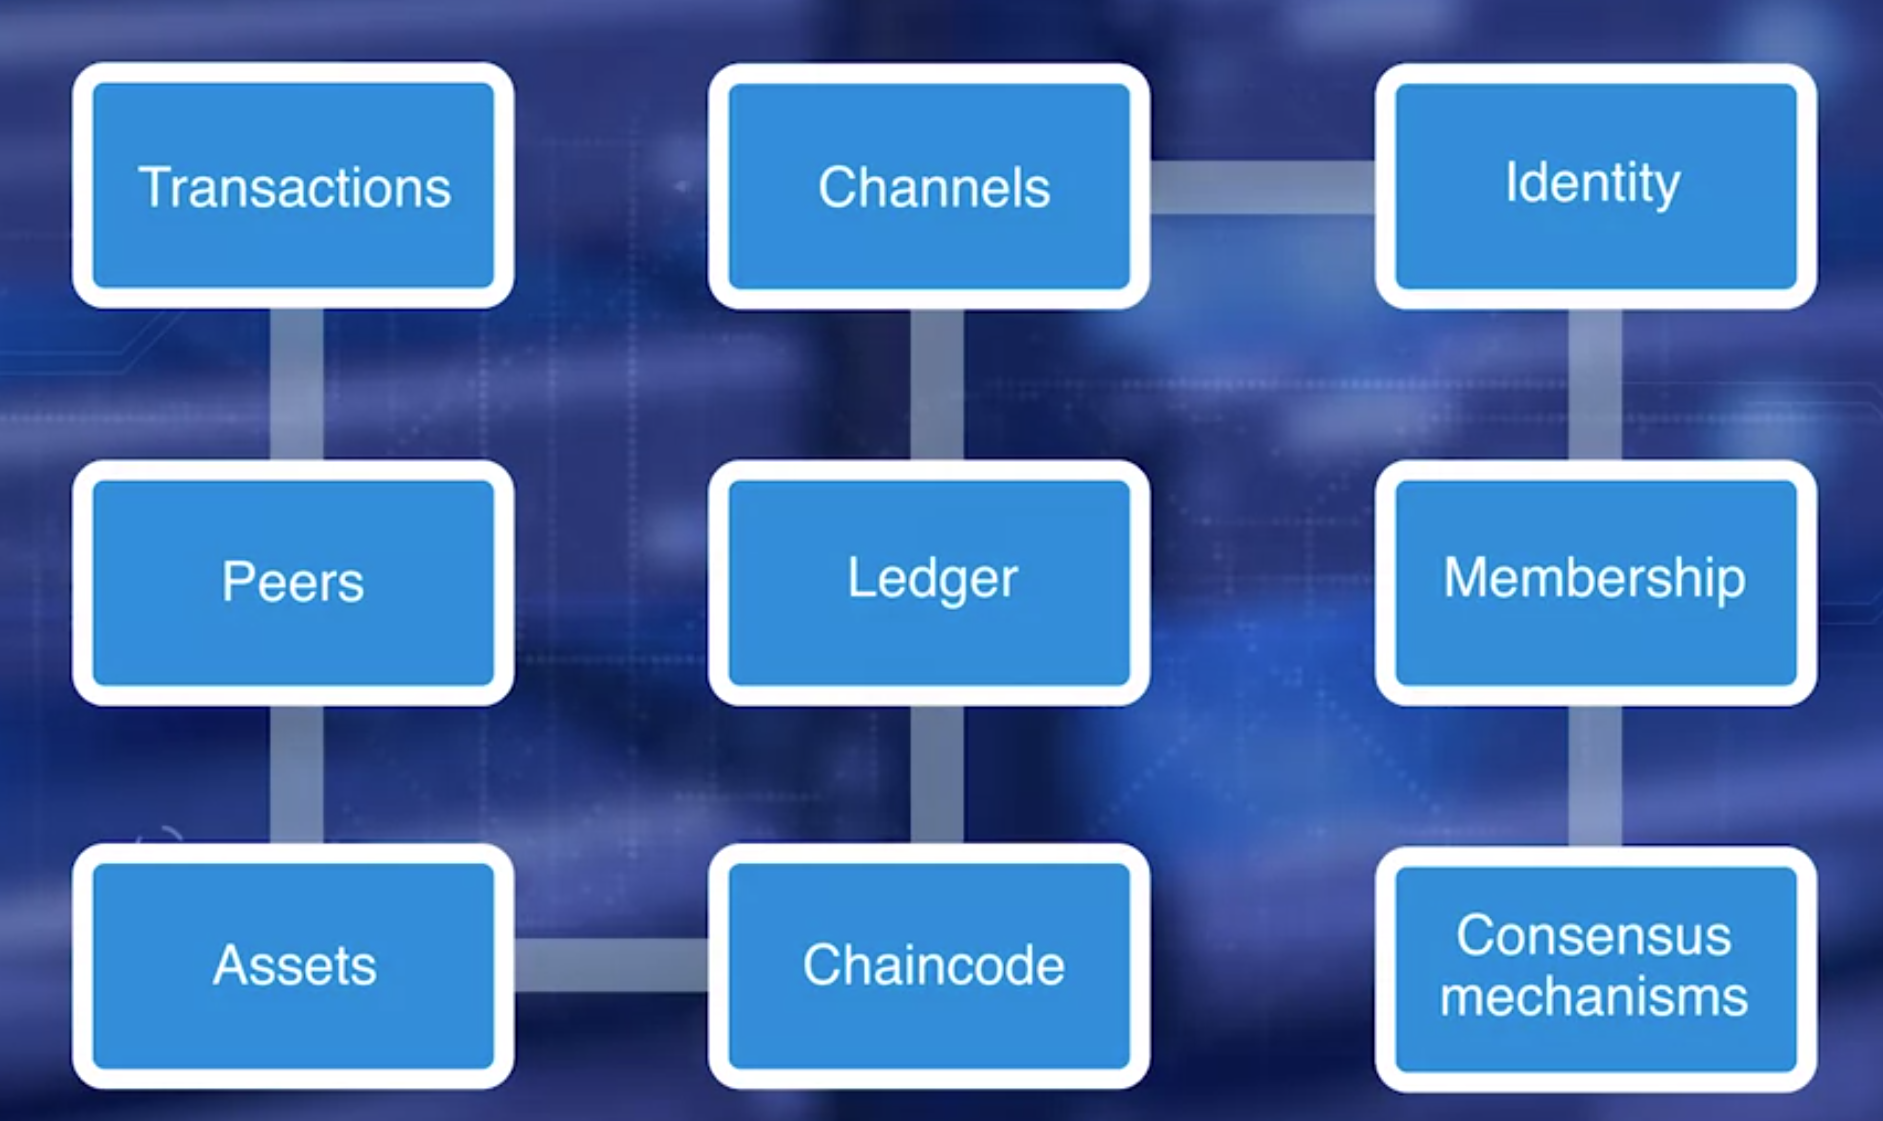 Transactions
Channels
Identity
Peers
Ledger
Membership
Assets
Chaincode
Consensus
mechanisms